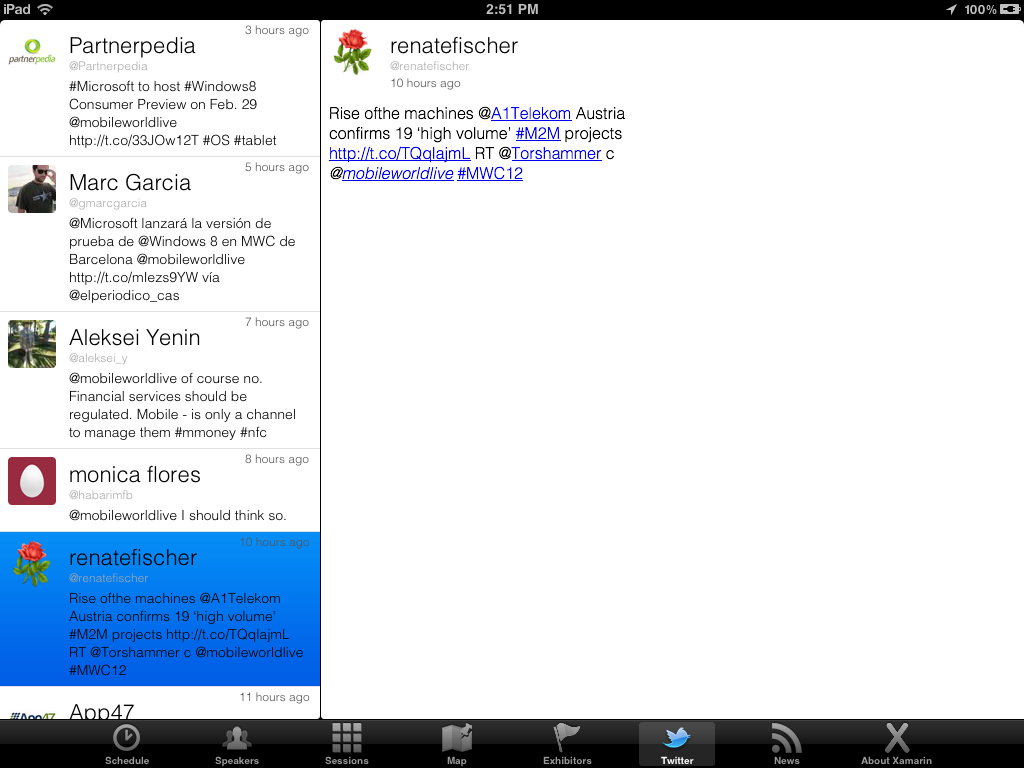 iPad
2:51 PM
100%
3 hours ago
partnerpedia
Partnerpedia
@Partnerpedia
#Microsoft to host #Windows8
Consumer Preview on Feb. 29
@mobileworldlive
http://t.co/33JOw12T #OS #tablet
5 hours ago
Marc Garcia
@gmarcgarcia
@Microsoft lanzará la versión de
prueba de @Windows 8 en MWC de
Barcelona @mobileworldlive
http://t.co/mlezs9YW vía
@elperiodico_cas
7 hours ago
Aleksei Yenin
@aleksei_y
@mobileworldlive of course no.
Financial services should be
regulated. Mobile - is only a channel
to manage them #mmoney #nfc
8 hours ago
monica flores
@habarimfb
@mobileworldlive I should think so.
10 hours ago
renatefischer
@renatefischer
Rise ofthe machines @A1Telekom
Austria confirms 19 ‘high volume’
#M2M projects http://t.co/TQqlajmL
RT @Torshammer c @mobileworldlive
#MWC12
11 hours ago
#App47
App47
renatefischer
@renatefischer
10 hours ago
Rise ofthe machines @A1Telekom Austria
confirms 19 ‘high volume’ #M2M projects
http://t.co/TQqlajmL RT @Torshammer c
@mobileworldlive #MWC12
Schedule
Speakers
Sessions
Map
Exhibitors
Twitter
News
About Xamarin